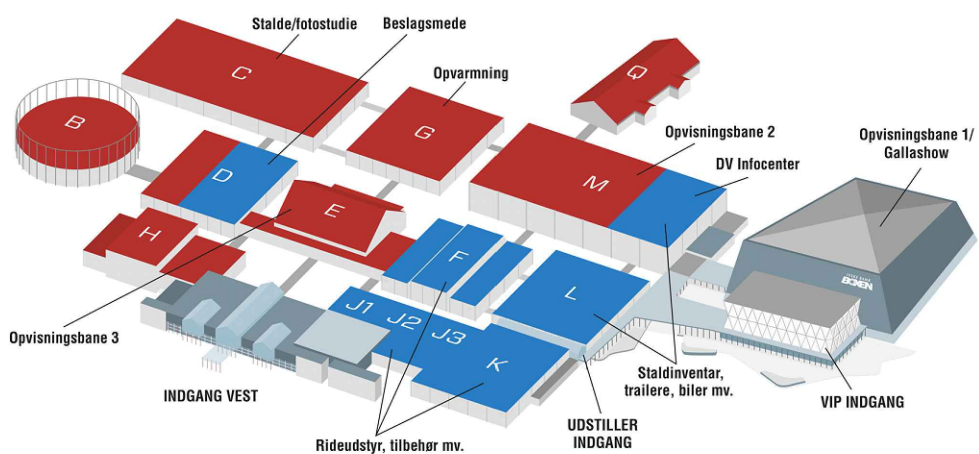 Stalde/fotostudie
Beslagsmede
Opvarmning
C
Q
B
G
Opvisningsbane 2
Opvisningsbane 1/
Gallashow
DV Infocenter
D
M
E
H
F
L
BOXEN
J1
J2
J3
K
Opvisningsbane 3
INDGANG VEST
Rideudstyr, tilbehør mv.
UDSTILLER
INDGANG
Staldinventar,
trailere, biler mv.
VIP INDGANG